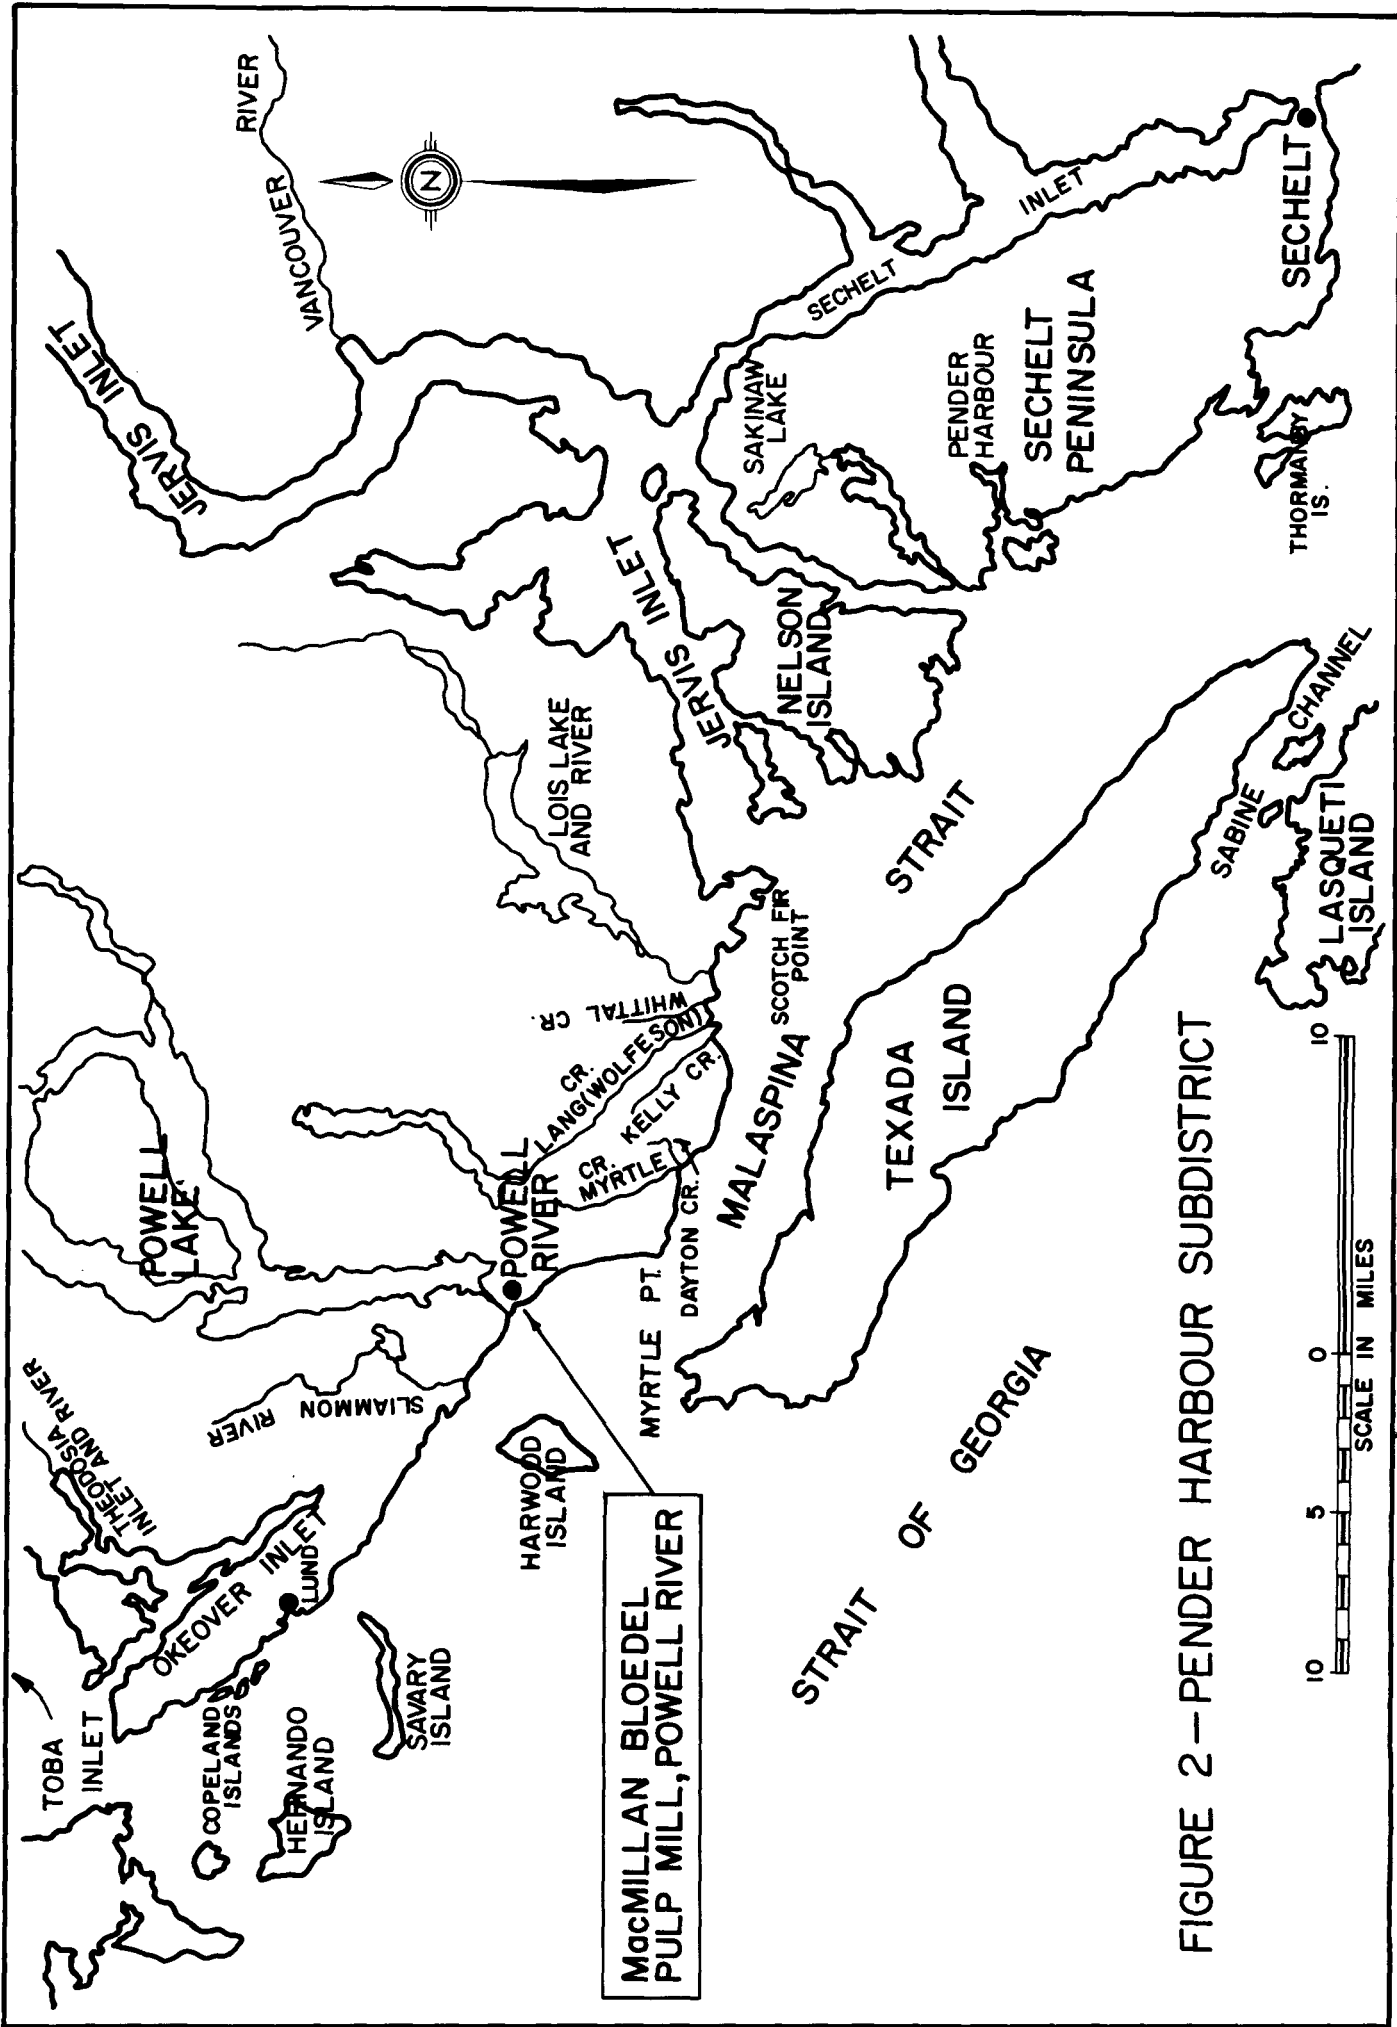 TOBA
INLET
THEODOSIA
INLET AND RIVER
OKEOVER INLET
LUND
COPELAND
ISLANDS
HERNANDO
ISLAND
SAVARY
ISLAND
SLIAMMON RIVER
HARWOOD
ISLAND
POWELL
LAKE
POWELL
RIVER
MacMILLAN BLOEDEL
PULP MILL, POWELL RIVER
MYRTLE PT.
DAYTON CR.
CR.
MYRTLE
KELLY CR.
CR.
LANG (WOLFESON)
WHITTAL CR.
LOIS LAKE
AND RIVER
SCOTCH FIR
POINT
JERVIS INLET
JERVIS INLET
VANCOUVER RIVER
N
NELSON
ISLAND
SAKINAW
LAKE
SECHELT INLET
PENDER
HARBOUR
SECHELT
PENINSULA
SECHELT
THORMANBY
IS.
MALASPINA STRAIT
TEXADA
ISLAND
SABINE CHANNEL
LASQUETI
ISLAND
STRAIT OF GEORGIA
FIGURE 2—PENDER HARBOUR SUBDISTRICT
10 5 0 10
SCALE IN MILES